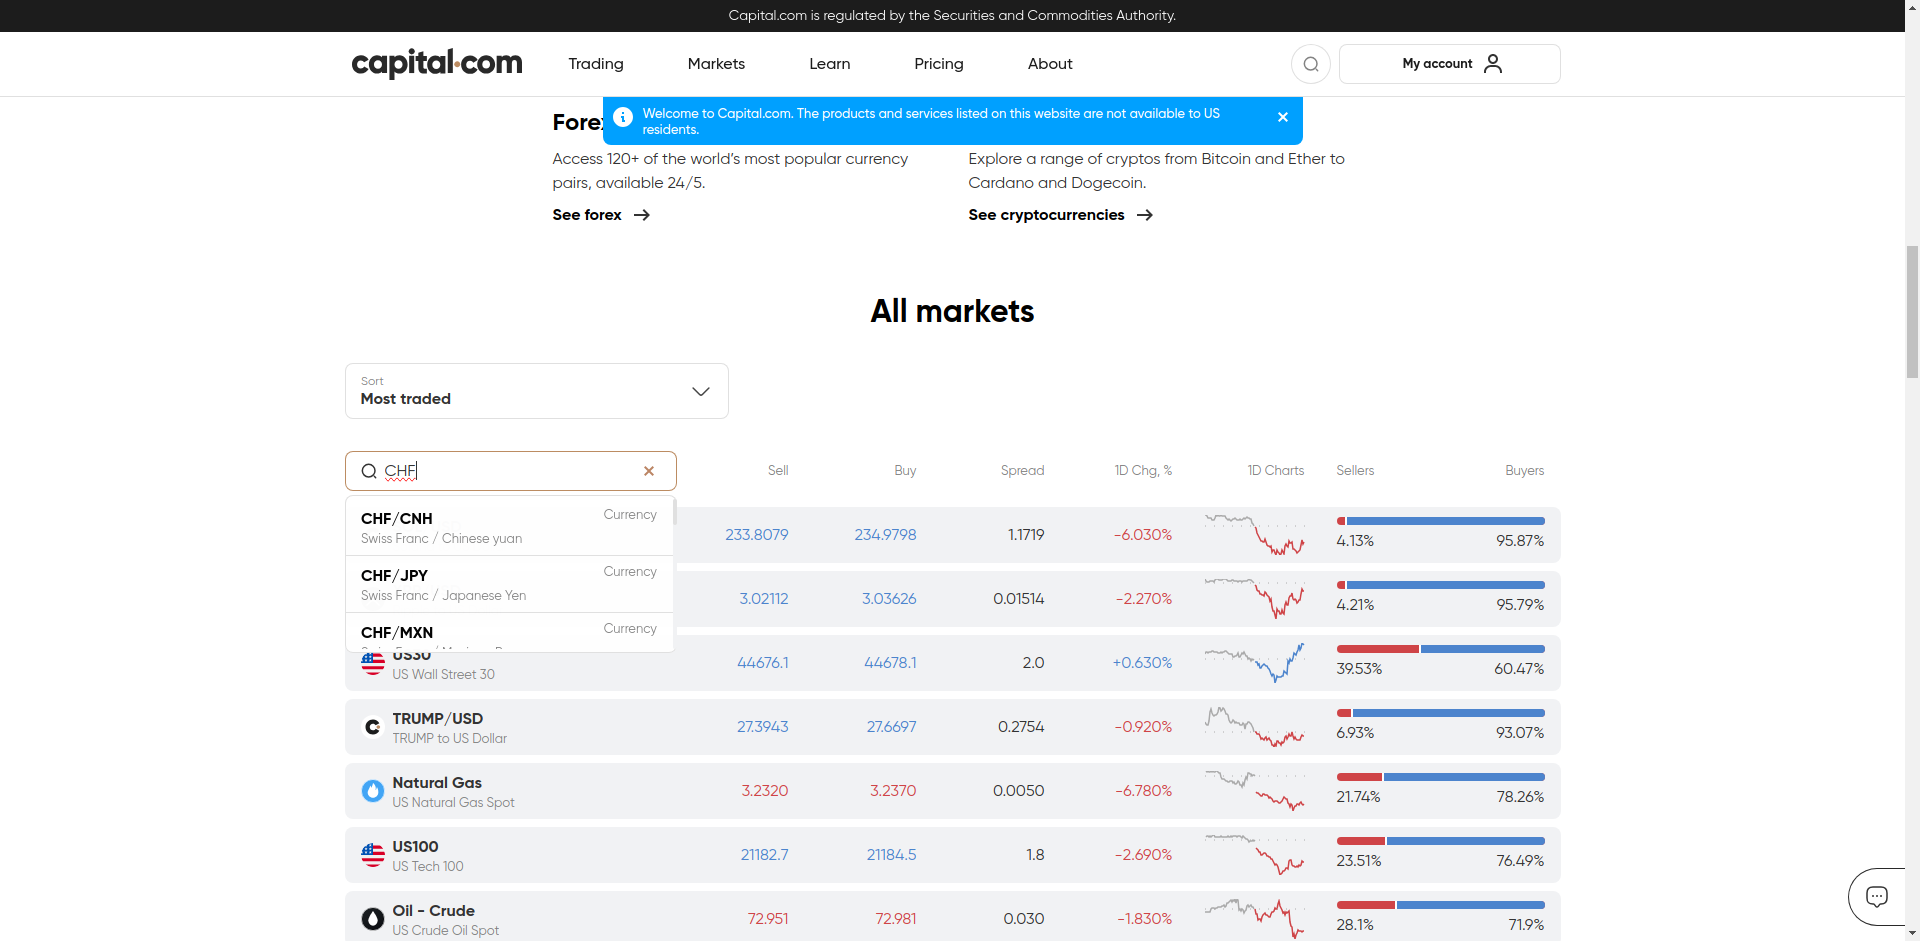 Capital.com is regulated by the Securities and Commodities Authority.
capital.com Trading Markets Learn Pricing About My account
Welcome to Capital.com. The products and services listed on this website are not available to US
residents.
Access 120+ of the world's most popular currency
pairs, available 24/5.
See forex
Explore a range of cryptos from Bitcoin and Ether to
Cardano and Dogecoin.
See cryptocurrencies
All markets
Sort
Most traded
CHF Sell Buy Spread 1D Chg, % 1D Charts Sellers Buyers
CHF/CNH Currency
Swiss Franc / Chinese yuan
233.8079 234.9798 1.1719 -6.030% 4.13% 95.87%
CHF/JPY Currency
Swiss Franc / Japanese Yen
3.02112 3.03626 0.01514 -2.270% 4.21% 95.79%
CHF/MXN Currency
US30
US Wall Street 30
44676.1 44678.1 2.0 +0.630% 39.53% 60.47%
TRUMP/USD
TRUMP to US Dollar
27.3943 27.6697 0.2754 -0.920% 6.93% 93.07%
Natural Gas
US Natural Gas Spot
3.2320 3.2370 0.0050 -6.780% 21.74% 78.26%
US100
US Tech 100
21182.7 21184.5 1.8 -2.690% 23.51% 76.49%
Oil - Crude
US Crude Oil Spot
72.951 72.981 0.030 -1.830% 28.1% 71.9%